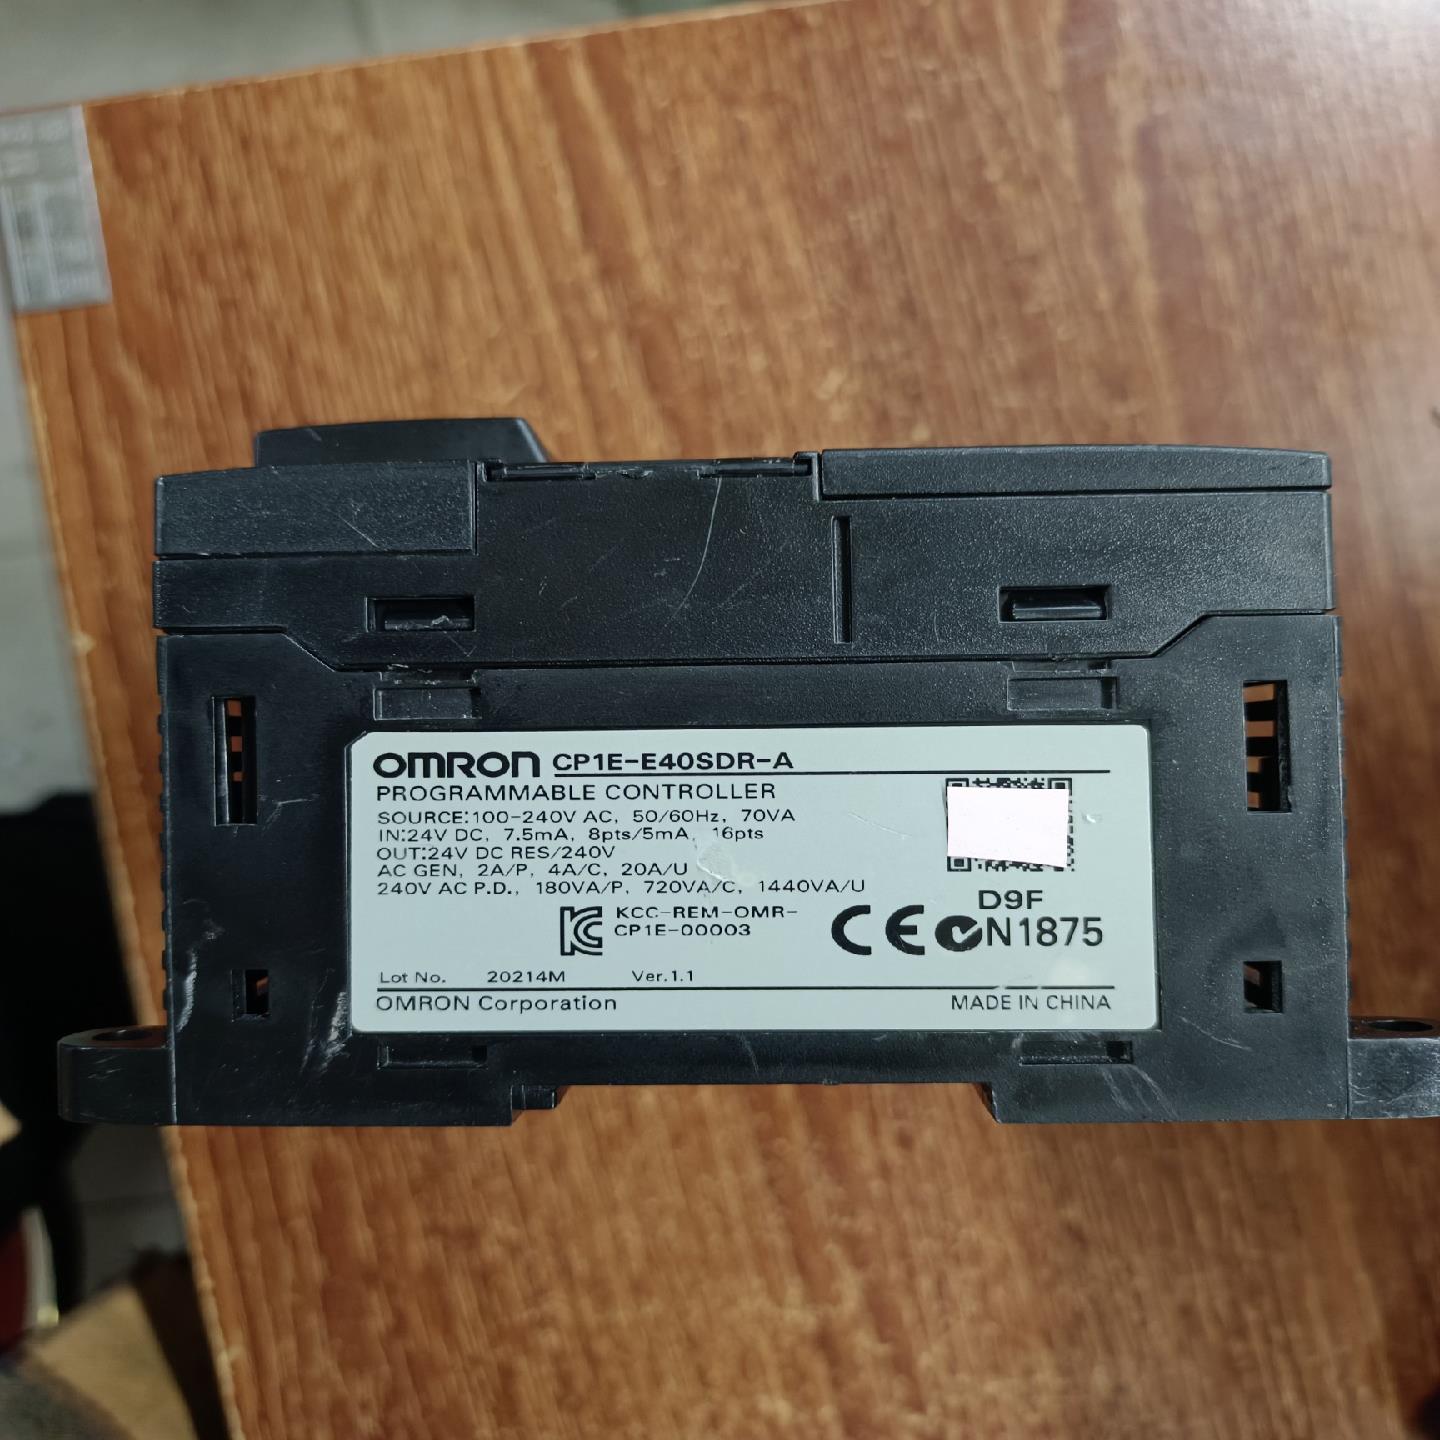 OMRON CP1E-E40SDR-A
PROGRAMMABLE CONTROLLER
SOURCE:100-240V AC, 50/60Hz, 70VA
IN:24V DC, 7.5mA, 8pts/5mA, 16pts
OUT:24V DC RES/240V
AC GEN, 2A/P, 4A/C, 20A/U
240V AC P.D., 180VA/P, 720VA/C, 1440VA/U
KCC-REM-OMR-
CP1E-00003
D9F
CE N1875
Lot No. 20214M Ver.1.1
OMRON Corporation MADE IN CHINA